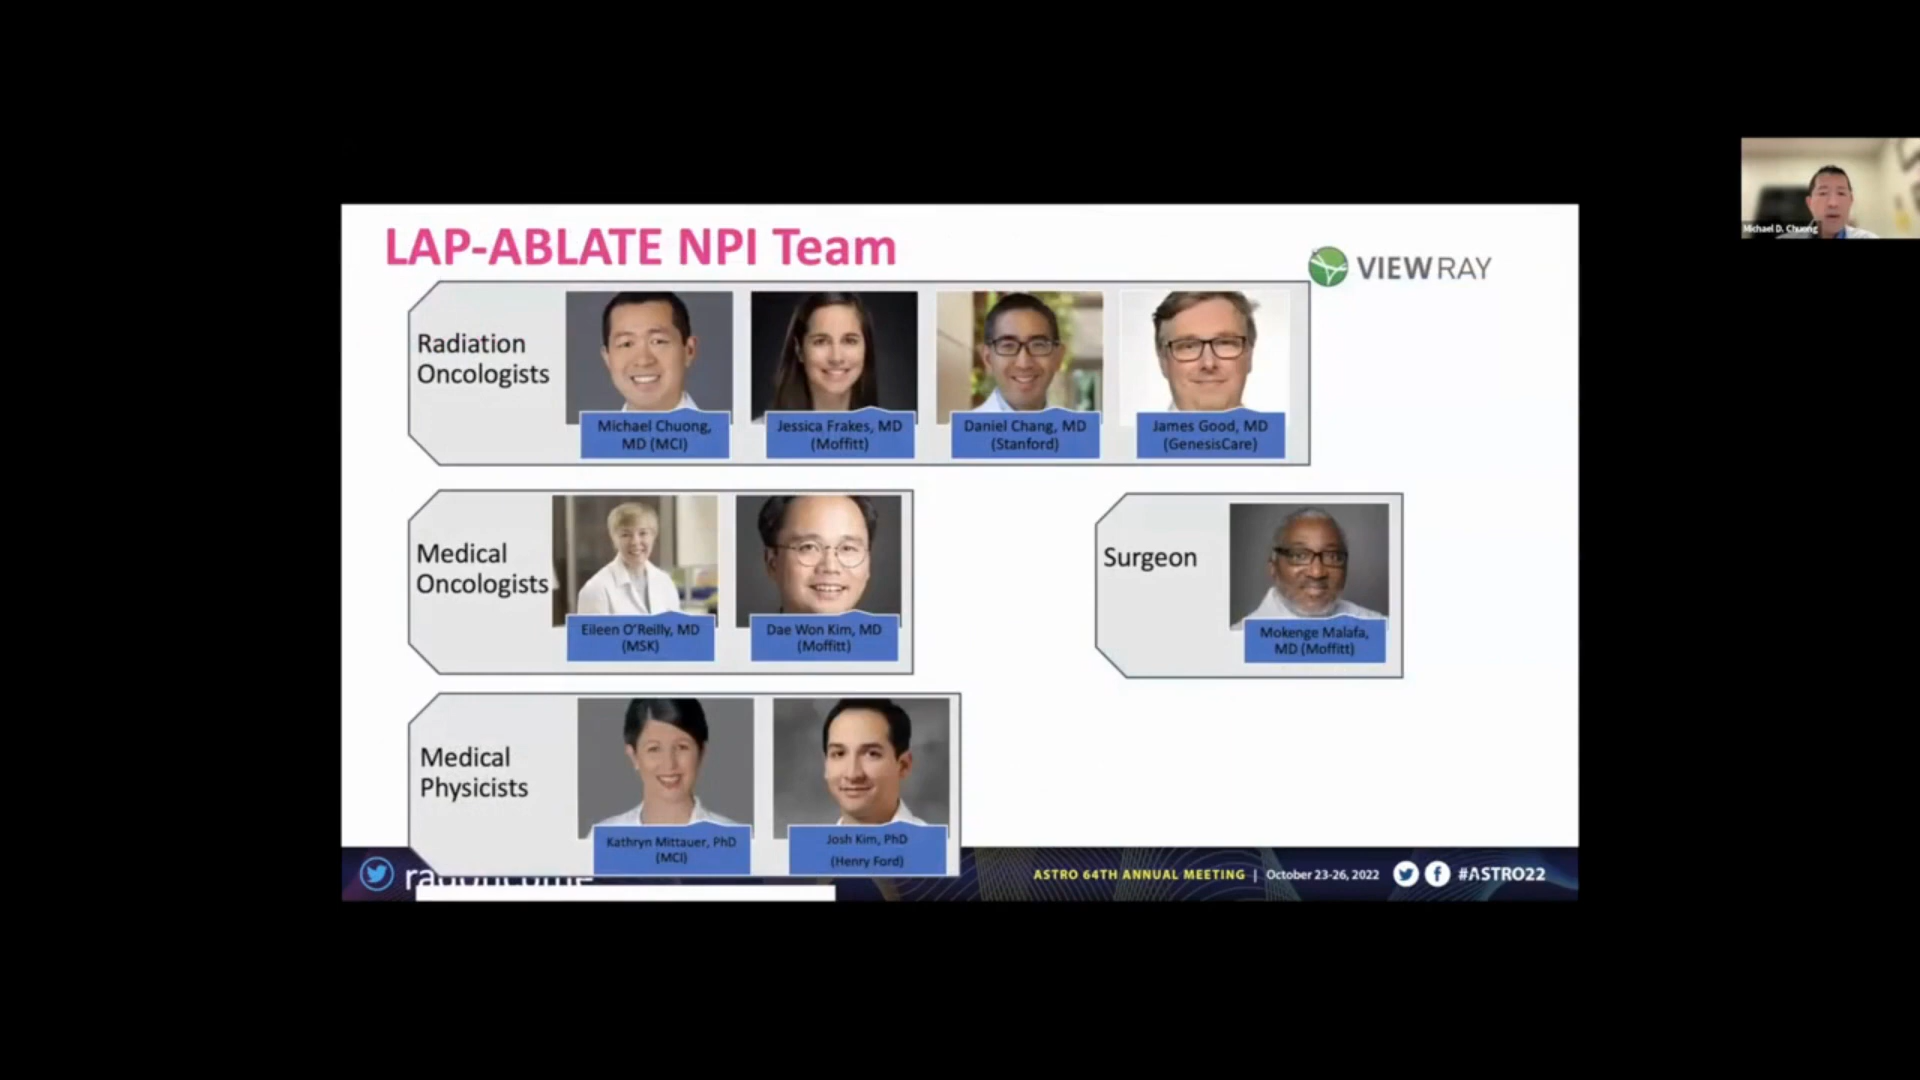 LAP-ABLATE NPI Team
VIEWRAY
Radiation
Oncologists
Michael Chuong,
MD (MCI)
Jessica Frakes, MD
(Moffitt)
Daniel Chang, MD
(Stanford)
James Good, MD
(GenesisCare)
Medical
Oncologists
Eileen O'Reilly, MD
(MSK)
Dae Won Kim, MD
(Moffitt)
Surgeon
Mokenge Malafa,
MD (Moffitt)
Medical
Physicists
Kathryn Mittauer, PhD
(MCI)
Josh Kim, PhD
(Henry Ford)
ASTRO 64TH ANNUAL MEETING | October 23-26, 2022
#ASTRO22
Michael D. Chuong